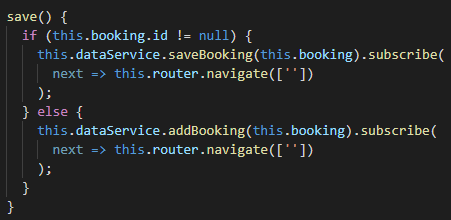 save() {
  if (this.booking.id != null) {
    this.dataService.saveBooking(this.booking).subscribe(
      next => this.router.navigate([''])
    );
  } else {
    this.dataService.addBooking(this.booking).subscribe(
      next => this.router.navigate([''])
    );
  }
}